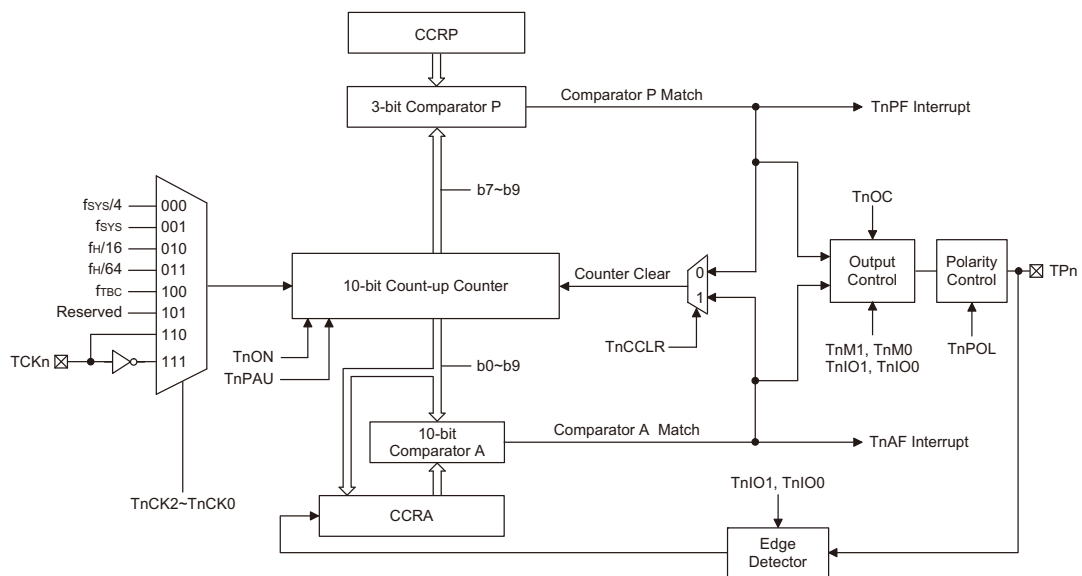 CCRP
3-bit Comparator P
Comparator P Match
TnPF Interrupt
b7~b9
fSYS/4
000
fSYS
001
fH/16
010
fH/64
011
fTBC
100
Reserved
101
110
TCKn
111
10-bit Count-up Counter
Counter Clear
0
1
TnOC
Output
Control
Polarity
Control
TPn
TnON
TnPAU
TnCCLR
TnM1, TnM0
TnIO1, TnIO0
TnPOL
b0~b9
10-bit
Comparator A
Comparator A Match
TnAF Interrupt
TnCK2~TnCK0
CCRA
TnIO1, TnIO0
Edge
Detector